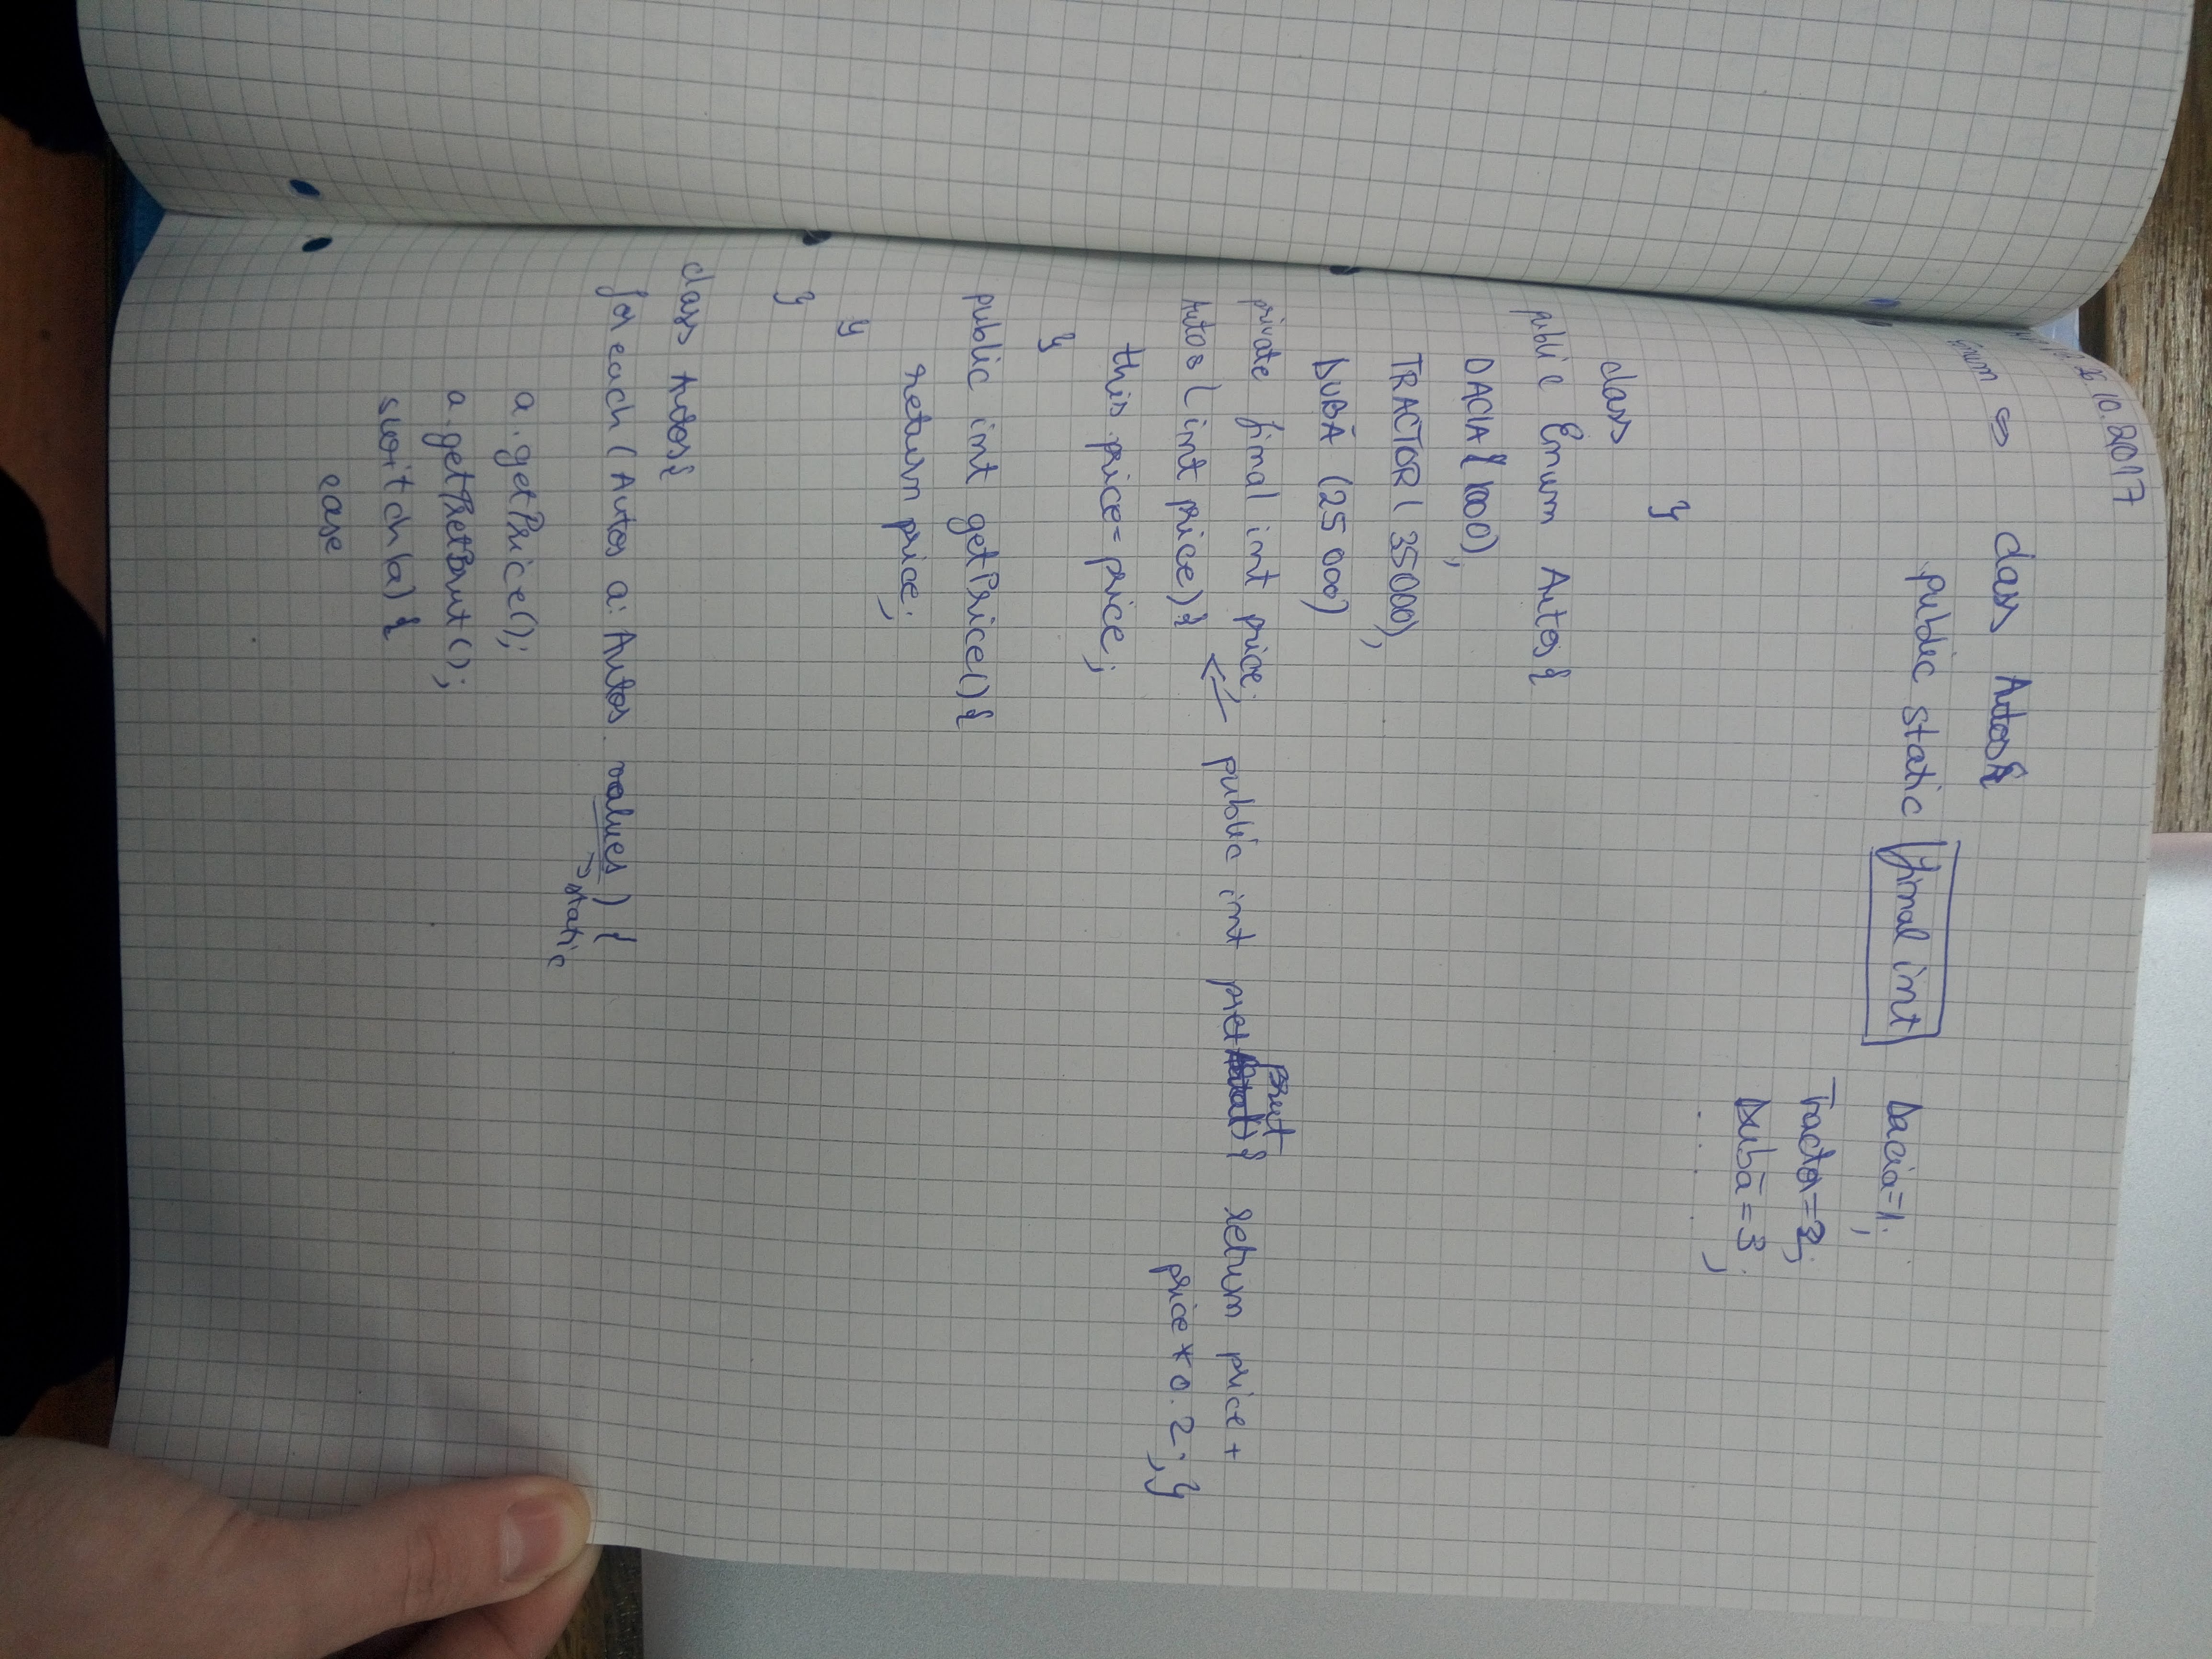 26.10.2017
Enum ⇔ class Autos{
public static final int Dacia=1;
Tractor=2;
Dubā=3;
. . . .
}
class
public Enum Autos{
DACIA(1000),
TRACTOR(35000),
DUBĀ (25 000)
private final int price;
Autos(int price){
<= public int pretBrut{ return price +
price * 0.2;}
this.price=price;
}
public int getPrice(){
return price;
}
}
class Autos{
foreach(Autos a: Autos.values) {
→static
a.getPrice();
a.getPretBrut();
switch(a) {
case